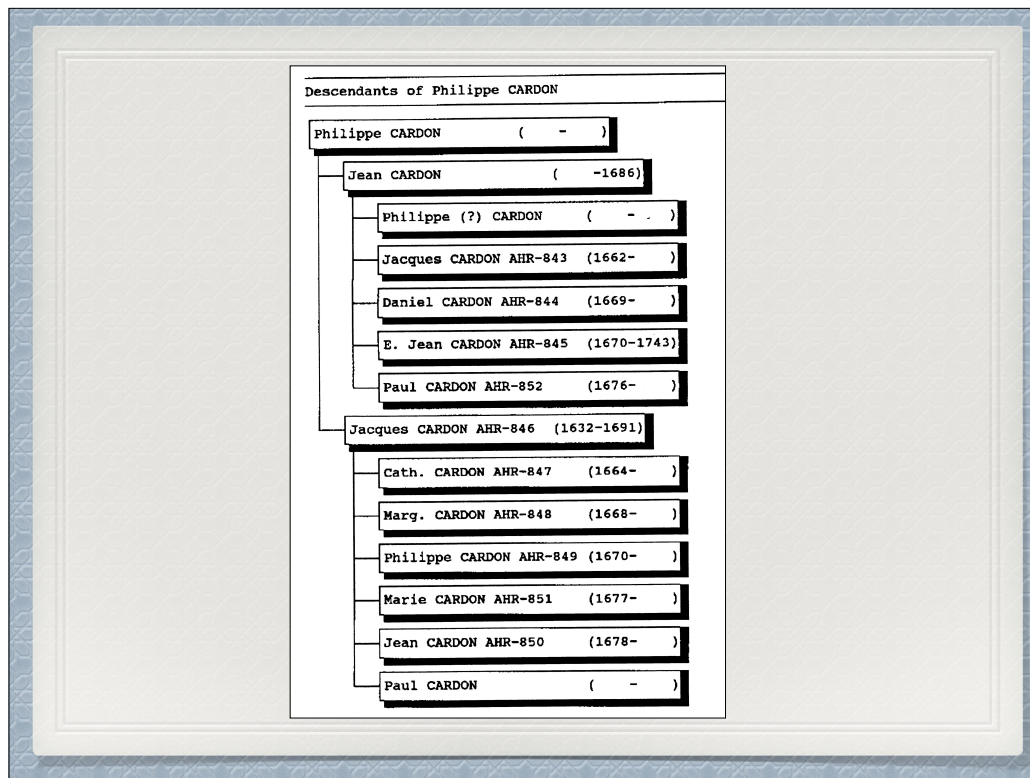 Descendants of Philippe CARDON
Philippe CARDON ( - )
Jean CARDON ( -1686)
Philippe (?) CARDON ( - )
Jacques CARDON AHR-843 (1662- )
Daniel CARDON AHR-844 (1669- )
E. Jean CARDON AHR-845 (1670-1743)
Paul CARDON AHR-852 (1676- )
Jacques CARDON AHR-846 (1632-1691)
Cath. CARDON AHR-847 (1664- )
Marg. CARDON AHR-848 (1668- )
Philippe CARDON AHR-849 (1670- )
Marie CARDON AHR-851 (1677- )
Jean CARDON AHR-850 (1678- )
Paul CARDON ( - )